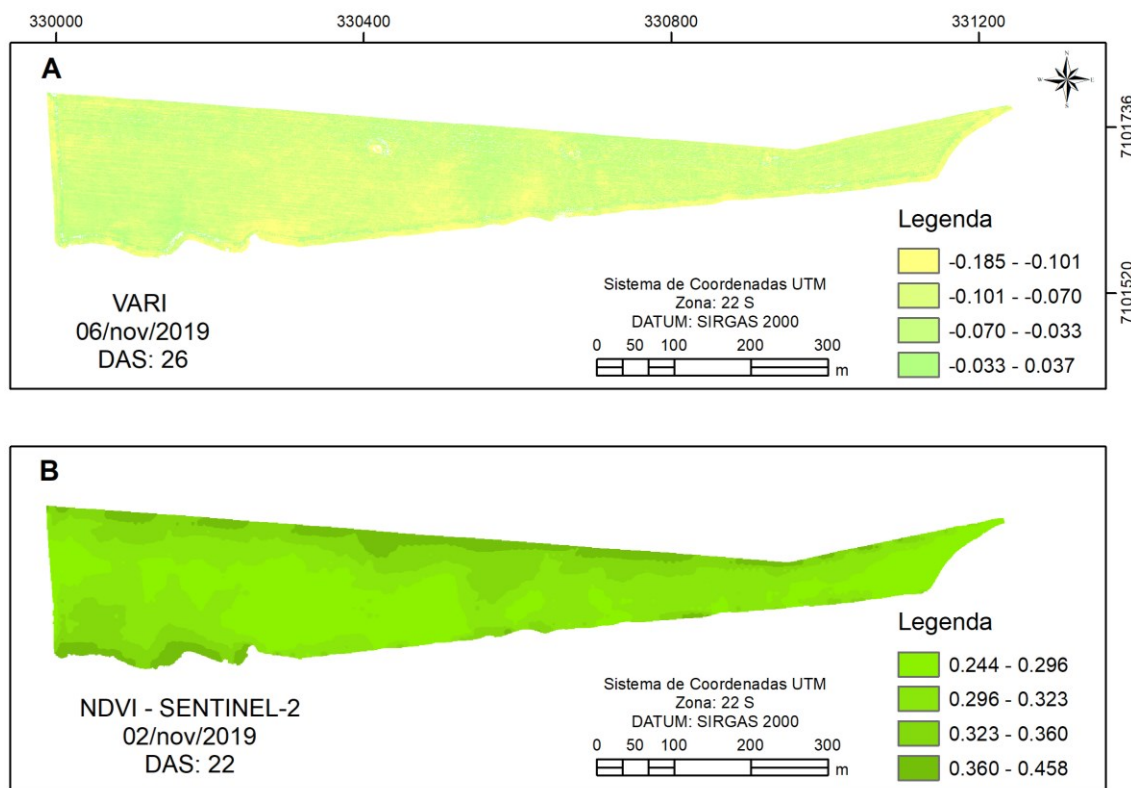 330000 330400 330800 331200
A
N
W E
S
7101736
7101520
VARI
06/nov/2019
DAS: 26
Sistema de Coordenadas UTM
Zona: 22 S
DATUM: SIRGAS 2000
0 50 100 200 300
m
Legenda
-0.185 - -0.101
-0.101 - -0.070
-0.070 - -0.033
-0.033 - 0.037
B
NDVI - SENTINEL-2
02/nov/2019
DAS: 22
Sistema de Coordenadas UTM
Zona: 22 S
DATUM: SIRGAS 2000
0 50 100 200 300
m
Legenda
0.244 - 0.296
0.296 - 0.323
0.323 - 0.360
0.360 - 0.458